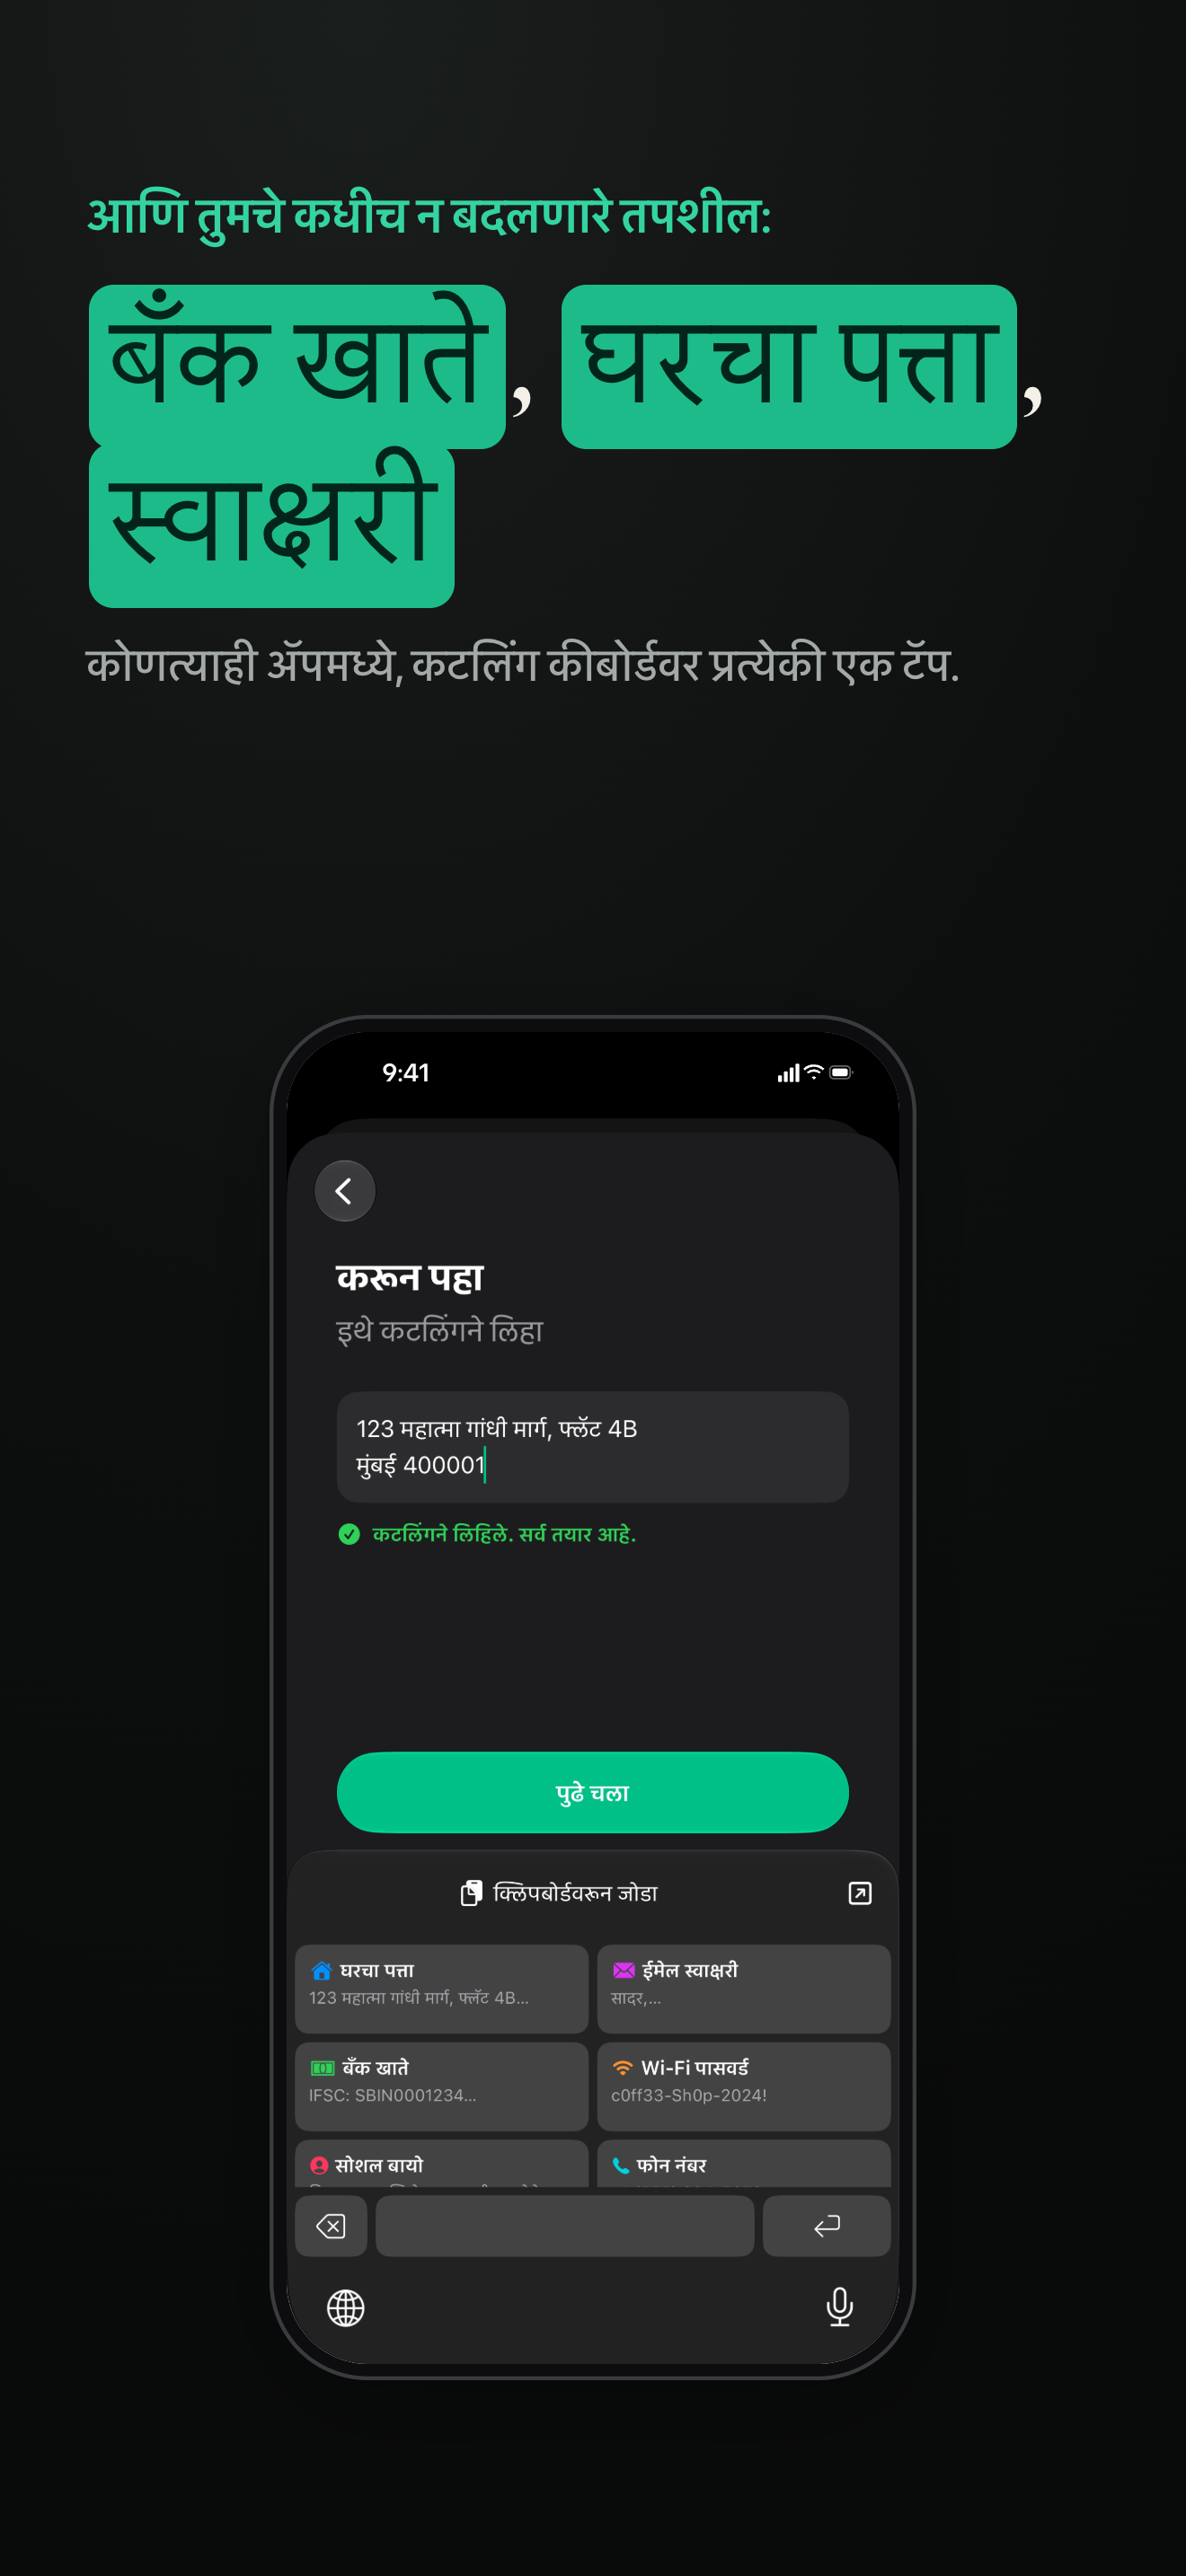 आणि तुमचे कधीच न बदलणारे तपशील:
बँक खाते, घरचा पत्ता,
स्वाक्षरी
कोणत्याही ॲपमध्ये, कटलिंग कीबोर्डवर प्रत्येकी एक टॅप.
9:41
करून पहा
इथे कटलिंगने लिहा
123 महात्मा गांधी मार्ग, फ्लॅट 4B
मुंबई 400001
कटलिंगने लिहिले. सर्व तयार आहे.
पुढे चला
क्लिपबोर्डवरून जोडा
घरचा पत्ता
123 महात्मा गांधी मार्ग, फ्लॅट 4B...
ईमेल स्वाक्षरी
सादर,...
बँक खाते
IFSC: SBIN0001234...
Wi-Fi पासवर्ड
c0ff33-Sh0p-2024!
सोशल बायो
फोन नंबर